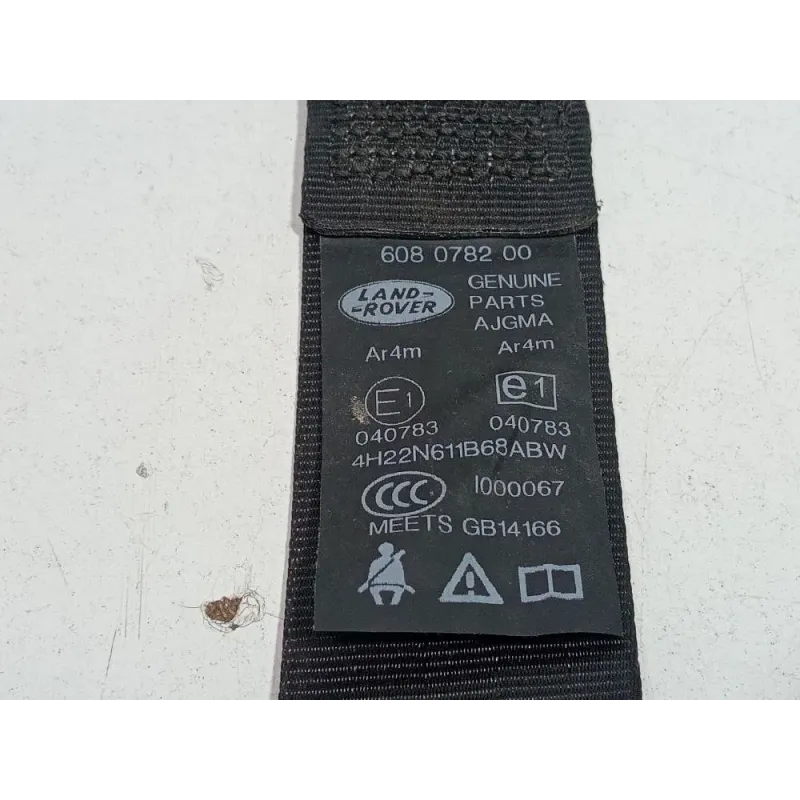 608 0782 00
LAND-
-ROVER
GENUINE
PARTS
AJGMA
Ar4m
Ar4m
E1
e1
040783
040783
4H22N611B68ABW
CCC
I000067
MEETS GB14166